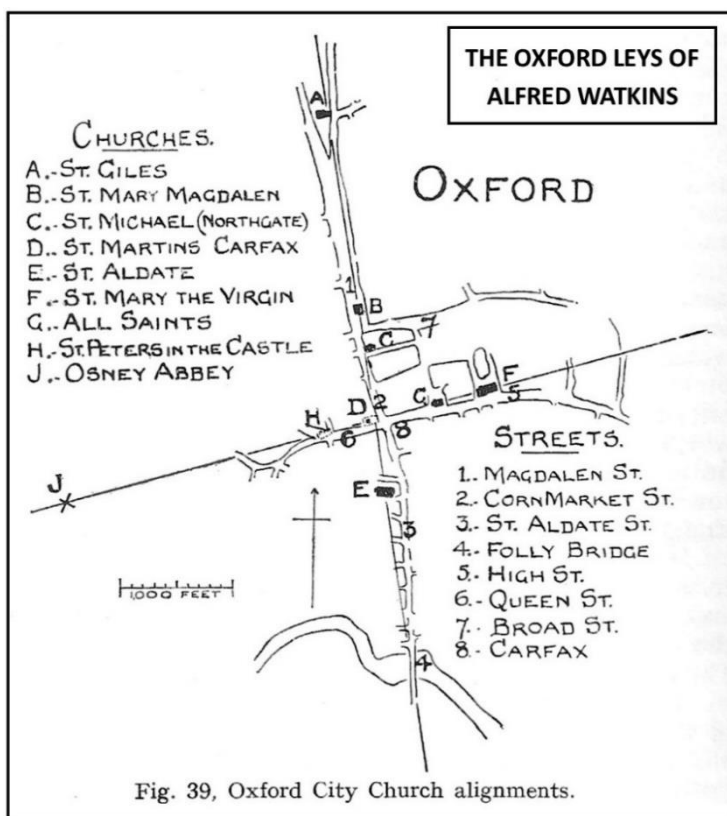 THE OXFORD LEYS OF
ALFRED WATKINS
CHURCHES.
A.-ST. GILES
B.-ST. MARY MAGDALEN
C.-ST. MICHAEL (NORTHGATE)
D.-ST. MARTINS CARFAX
E.-ST. ALDATE
F.-ST. MARY THE VIRGIN
G.-ALL SAINTS
H.-ST. PETERS IN THE CASTLE
J.-OSNEY ABBEY
OXFORD
A
1
B
7
C
F
D
2
G
5
H
6
8
J
E
3
4
STREETS.
1.-MAGDALEN ST.
2.-CORNMARKET ST.
3.-ST. ALDATE ST.
4.-FOLLY BRIDGE
5.-HIGH ST.
6.-QUEEN ST.
7.-BROAD ST.
8.-CARFAX
1,000 FEET
Fig. 39, Oxford City Church alignments.